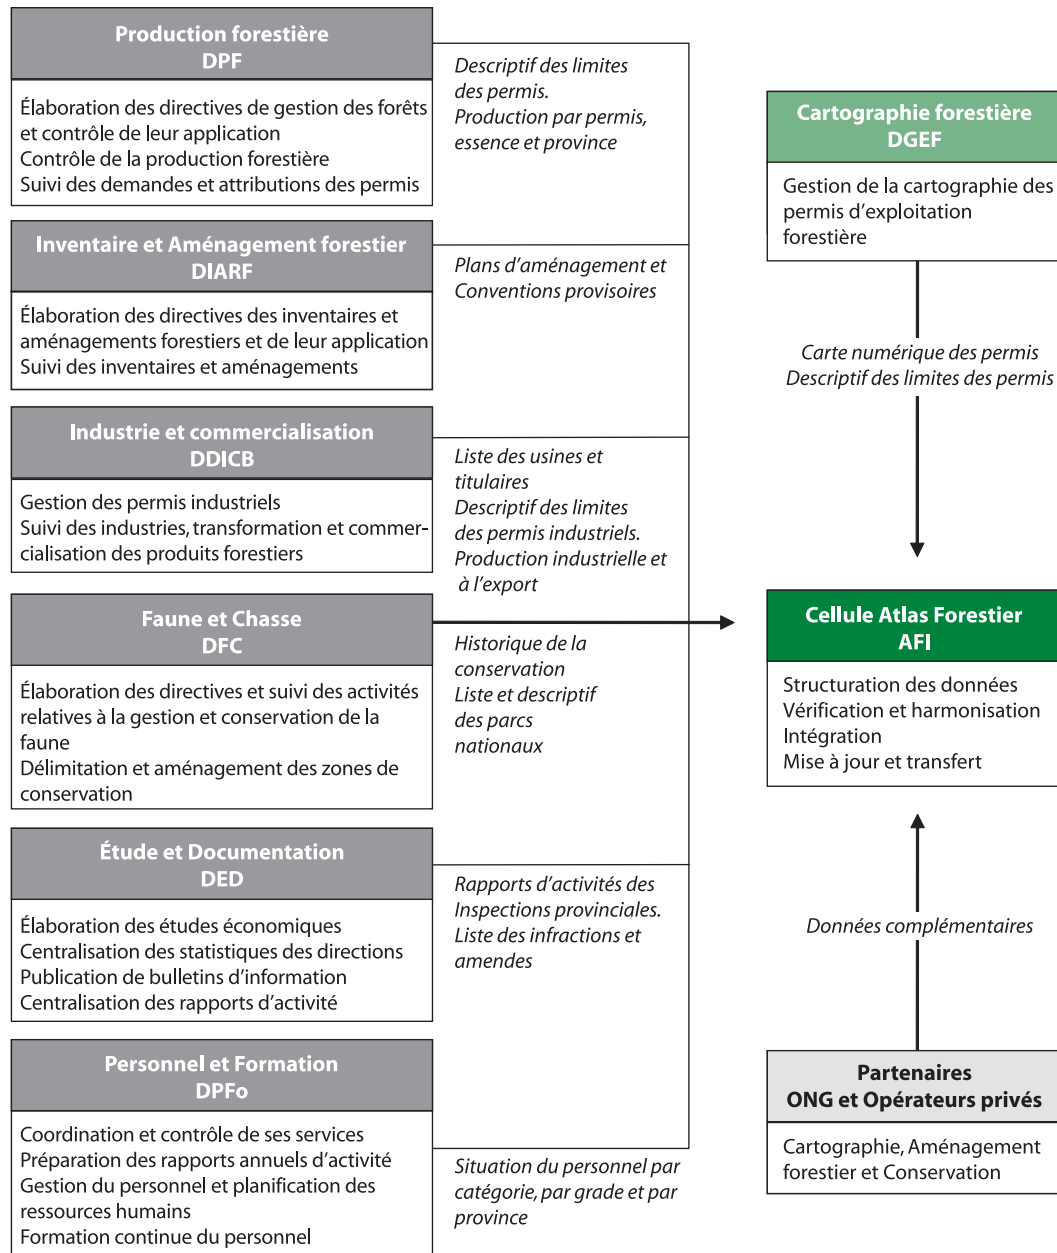 Production forestière
DPF
Élaboration des directives de gestion des forêts
et contrôle de leur application
Contrôle de la production forestière
Suivi des demandes et attributions des permis
Descriptif des limites
des permis.
Production par permis,
essence et province
Inventaire et Aménagement forestier
DIARF
Élaboration des directives des inventaires et
aménagements forestiers et de leur application
Suivi des inventaires et aménagements
Plans d'aménagement et
Conventions provisoires
Industrie et commercialisation
DDICB
Gestion des permis industriels
Suivi des industries, transformation et commer-
cialisation des produits forestiers
Liste des usines et
titulaires
Descriptif des limites
des permis industriels.
Production industrielle et
à l'export
Faune et Chasse
DFC
Élaboration des directives et suivi des activités
relatives à la gestion et conservation de la
faune
Délimitation et aménagement des zones de
conservation
Historique de la
conservation
Liste et descriptif
des parcs
nationaux
Étude et Documentation
DED
Élaboration des études économiques
Centralisation des statistiques des directions
Publication de bulletins d'information
Centralisation des rapports d'activité
Rapports d'activités des
Inspections provinciales.
Liste des infractions et
amendes
Personnel et Formation
DPFo
Coordination et contrôle de ses services
Préparation des rapports annuels d'activité
Gestion du personnel et planification des
ressources humains
Formation continue du personnel
Situation du personnel par
catégorie, par grade et par
province
Cartographie forestière
DGEF
Gestion de la cartographie des
permis d'exploitation
forestière
Carte numérique des permis
Descriptif des limites des permis
Cellule Atlas Forestier
AFI
Structuration des données
Vérification et harmonisation
Intégration
Mise à jour et transfert
Données complémentaires
Partenaires
ONG et Opérateurs privés
Cartographie, Aménagement
forestier et Conservation